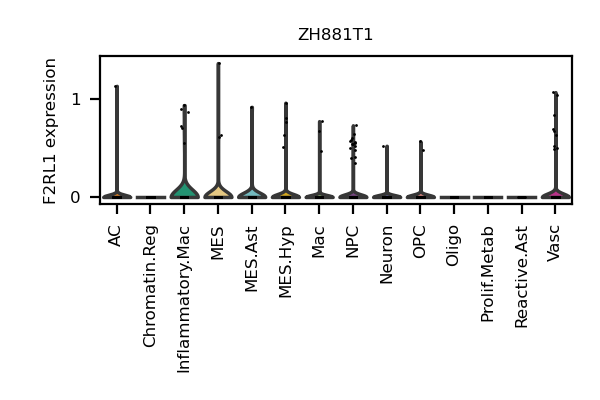 ZH881T1
F2RL1 expression
1
0
AC
Chromatin.Reg
Inflammatory.Mac
MES
MES.Ast
MES.Hyp
Mac
NPC
Neuron
OPC
Oligo
Prolif.Metab
Reactive.Ast
Vasc